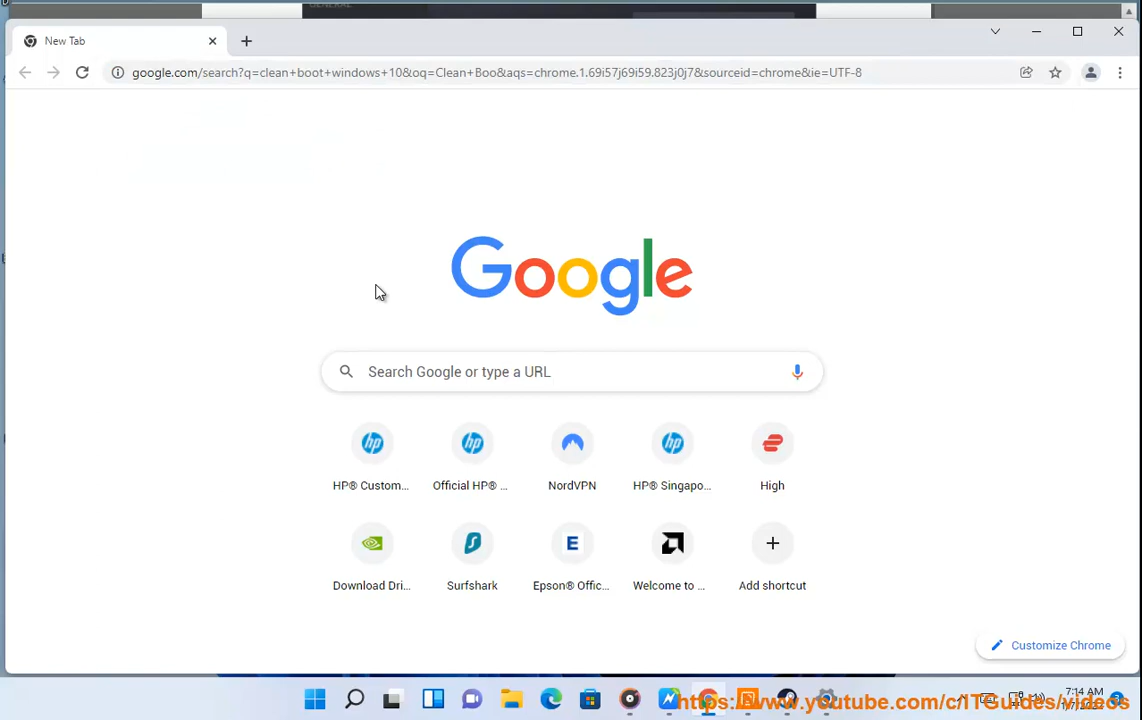 GENERAL
New Tab
google.com/search?q=clean+boot+windows+10&oq=Clean+Boo&aqs=chrome.1.69i57j69i59.823j0j7&sourceid=chrome&ie=UTF-8
Google
Search Google or type a URL
HP® Custom...
Official HP® ...
NordVPN
HP® Singapo...
High
Download Dri...
Surfshark
Epson® Offic...
Welcome to ...
Add shortcut
Customize Chrome
7:14 AM
https://www.youtube.com/c/ITGuides/videos